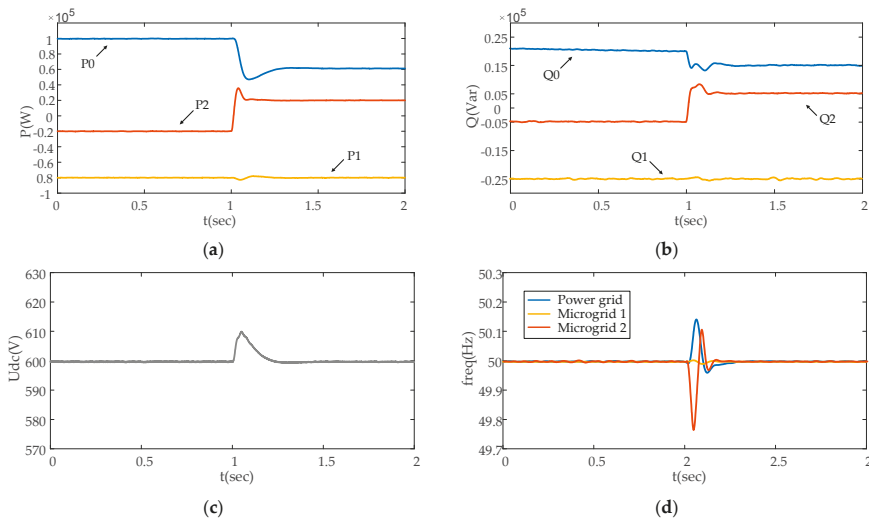 ×10^5
P(W)
1
0.8
0.6
0.4
0.2
0
-0.2
-0.4
-0.6
0.8
-1
P0
P2
P1
0
0.5
1
1.5
2
t(sec)
(a)
×10^5
Q(Var)
0.25
0.15
0.05
-0.05
-0.15
-0.25
Q0
Q2
Q1
0
0.5
1
1.5
2
t(sec)
(b)
Udc(V)
630
620
610
600
590
580
570
0
0.5
1
1.5
2
t(sec)
(c)
freq(Hz)
50.3
50.2
50.1
50
49.9
49.8
49.7
Power grid
Microgrid 1
Microgrid 2
0
0.5
1
2.0
2.5
2
t(sec)
(d)